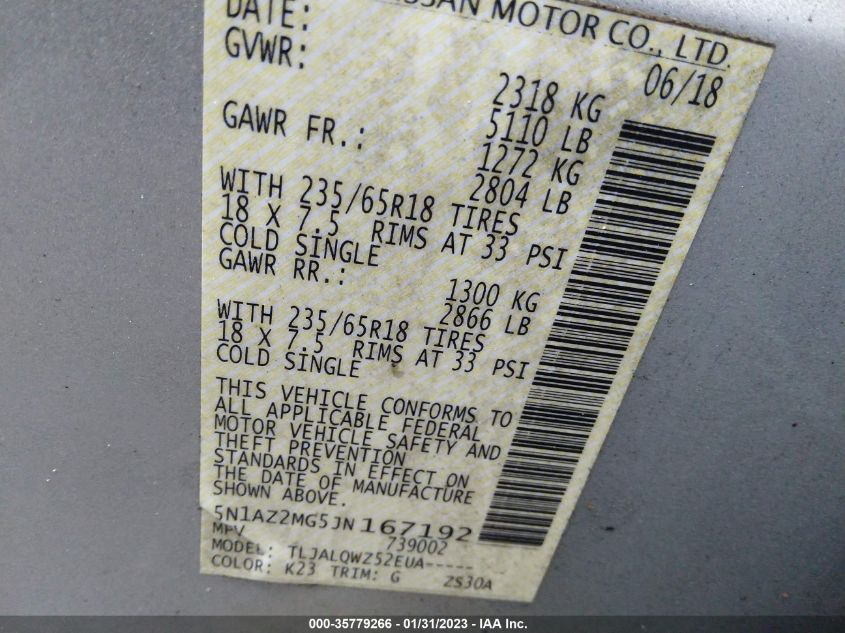 MOTOR CO., LTD.
DATE: 06/18
GVWR: 2318 KG
5110 LB
GAWR FR.: 1272 KG
2804 LB
WITH 235/65R18 TIRES
18 X 7.5 RIMS AT 33 PSI
COLD SINGLE
GAWR RR.: 1300 KG
2866 LB
WITH 235/65R18 TIRES
18 X 7.5 RIMS AT 33 PSI
COLD SINGLE
THIS VEHICLE CONFORMS TO
ALL APPLICABLE FEDERAL
MOTOR VEHICLE SAFETY AND
THEFT PREVENTION
STANDARDS IN EFFECT ON
THE DATE OF MANUFACTURE
SHOWN ABOVE.
5N1AZ2MG5JN167192
MPV 739002
MODEL: TLJALQWZ52EUA-----
COLOR: K23 TRIM: G ZS30A
000-35779266 - 01/31/2023 - IAA Inc.